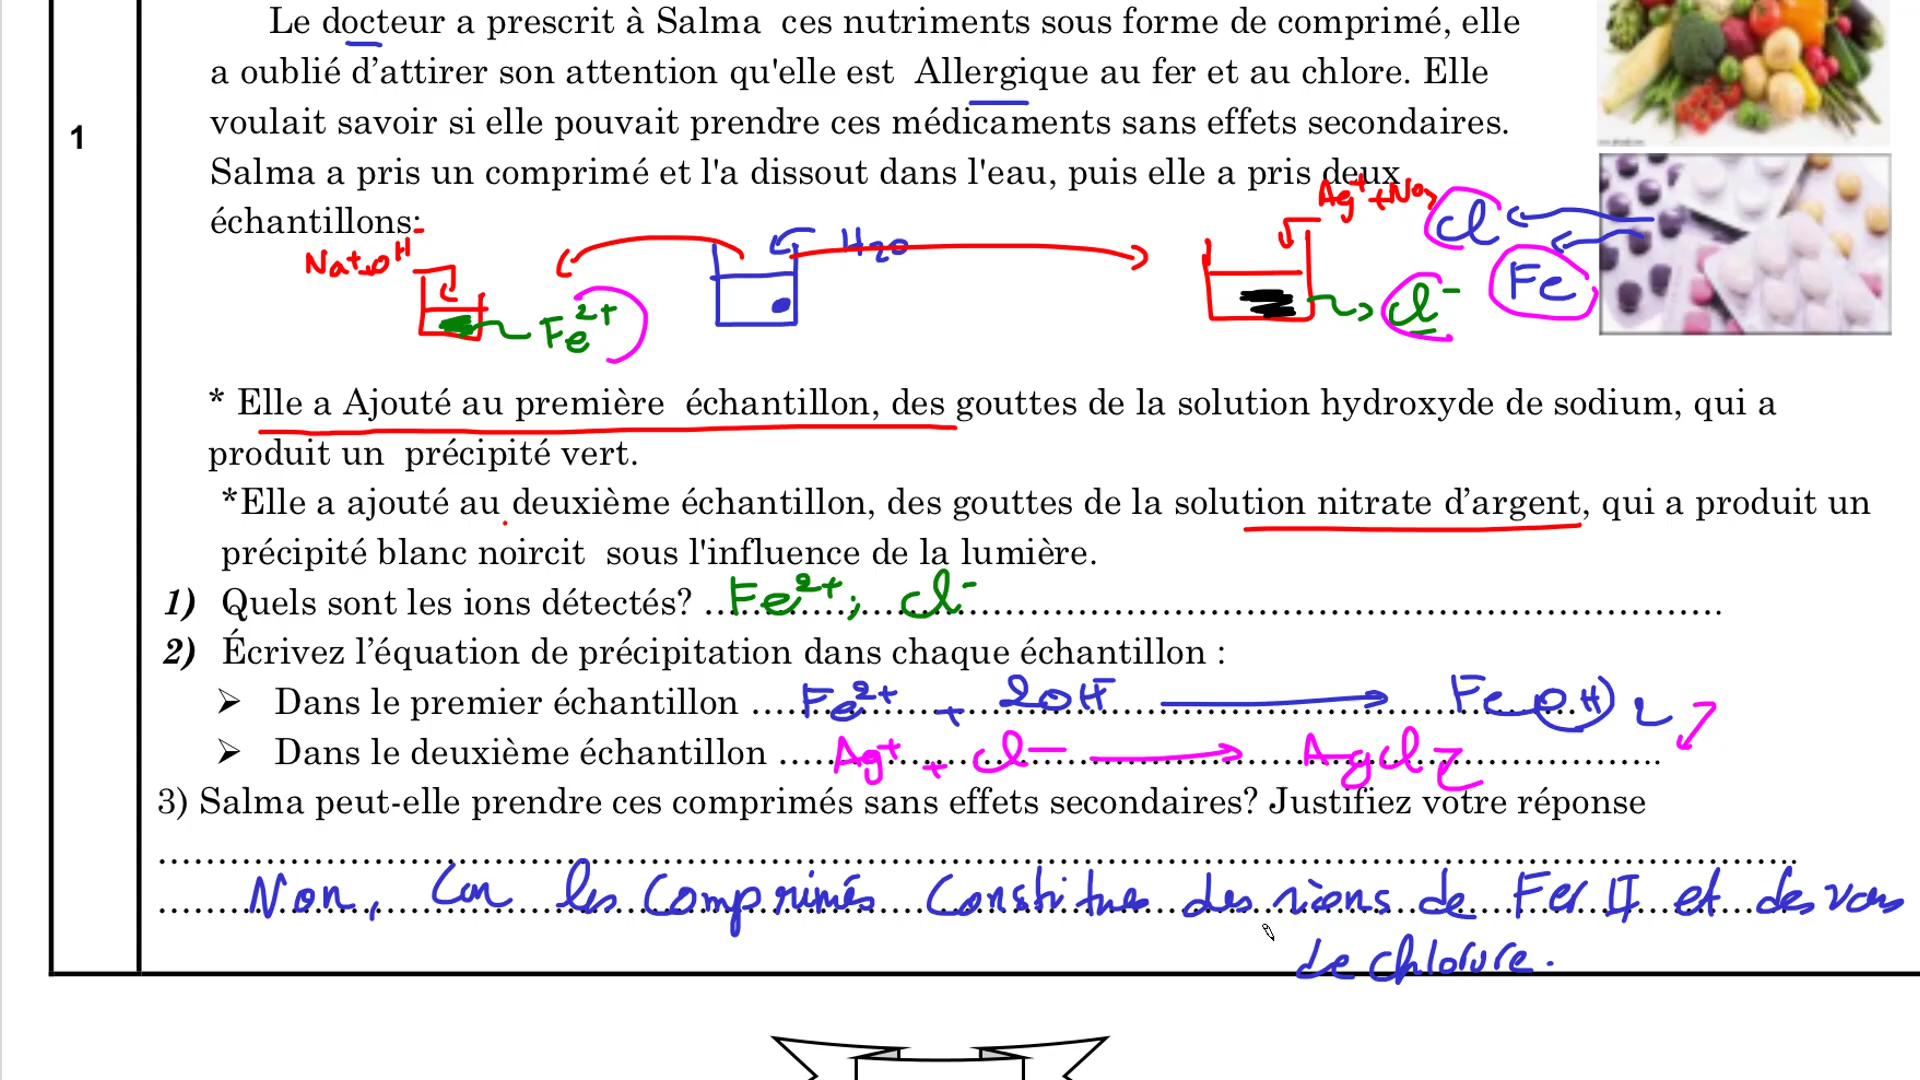 Le docteur a prescrit à Salma ces nutriments sous forme de comprimé, elle
a oublié d’attirer son attention qu'elle est Allergique au fer et au chlore. Elle
1
voulait savoir si elle pouvait prendre ces médicaments sans effets secondaires.
Salma a pris un comprimé et l'a dissout dans l'eau, puis elle a pris deux
échantillons:
Ag⁺ + NO₃⁻
Cl
H₂O
Na⁺ + OH⁻
Fe
Cl⁻
Fe²⁺
* Elle a Ajouté au première échantillon, des gouttes de la solution hydroxyde de sodium, qui a
produit un précipité vert.
*Elle a ajouté au deuxième échantillon, des gouttes de la solution nitrate d’argent, qui a produit un
précipité blanc noircit sous l'influence de la lumière.
1) Quels sont les ions détectés? Fe²⁺; Cl⁻
2) Écrivez l’équation de précipitation dans chaque échantillon :
➢ Dans le premier échantillon Fe²⁺ + 2OH⁻ → Fe(OH)₂
➢ Dans le deuxième échantillon Ag⁺ + Cl⁻ → AgCl
3) Salma peut-elle prendre ces comprimés sans effets secondaires? Justifiez votre réponse
Non, Car les Comprimés des de Fer II et des
de chlorure.